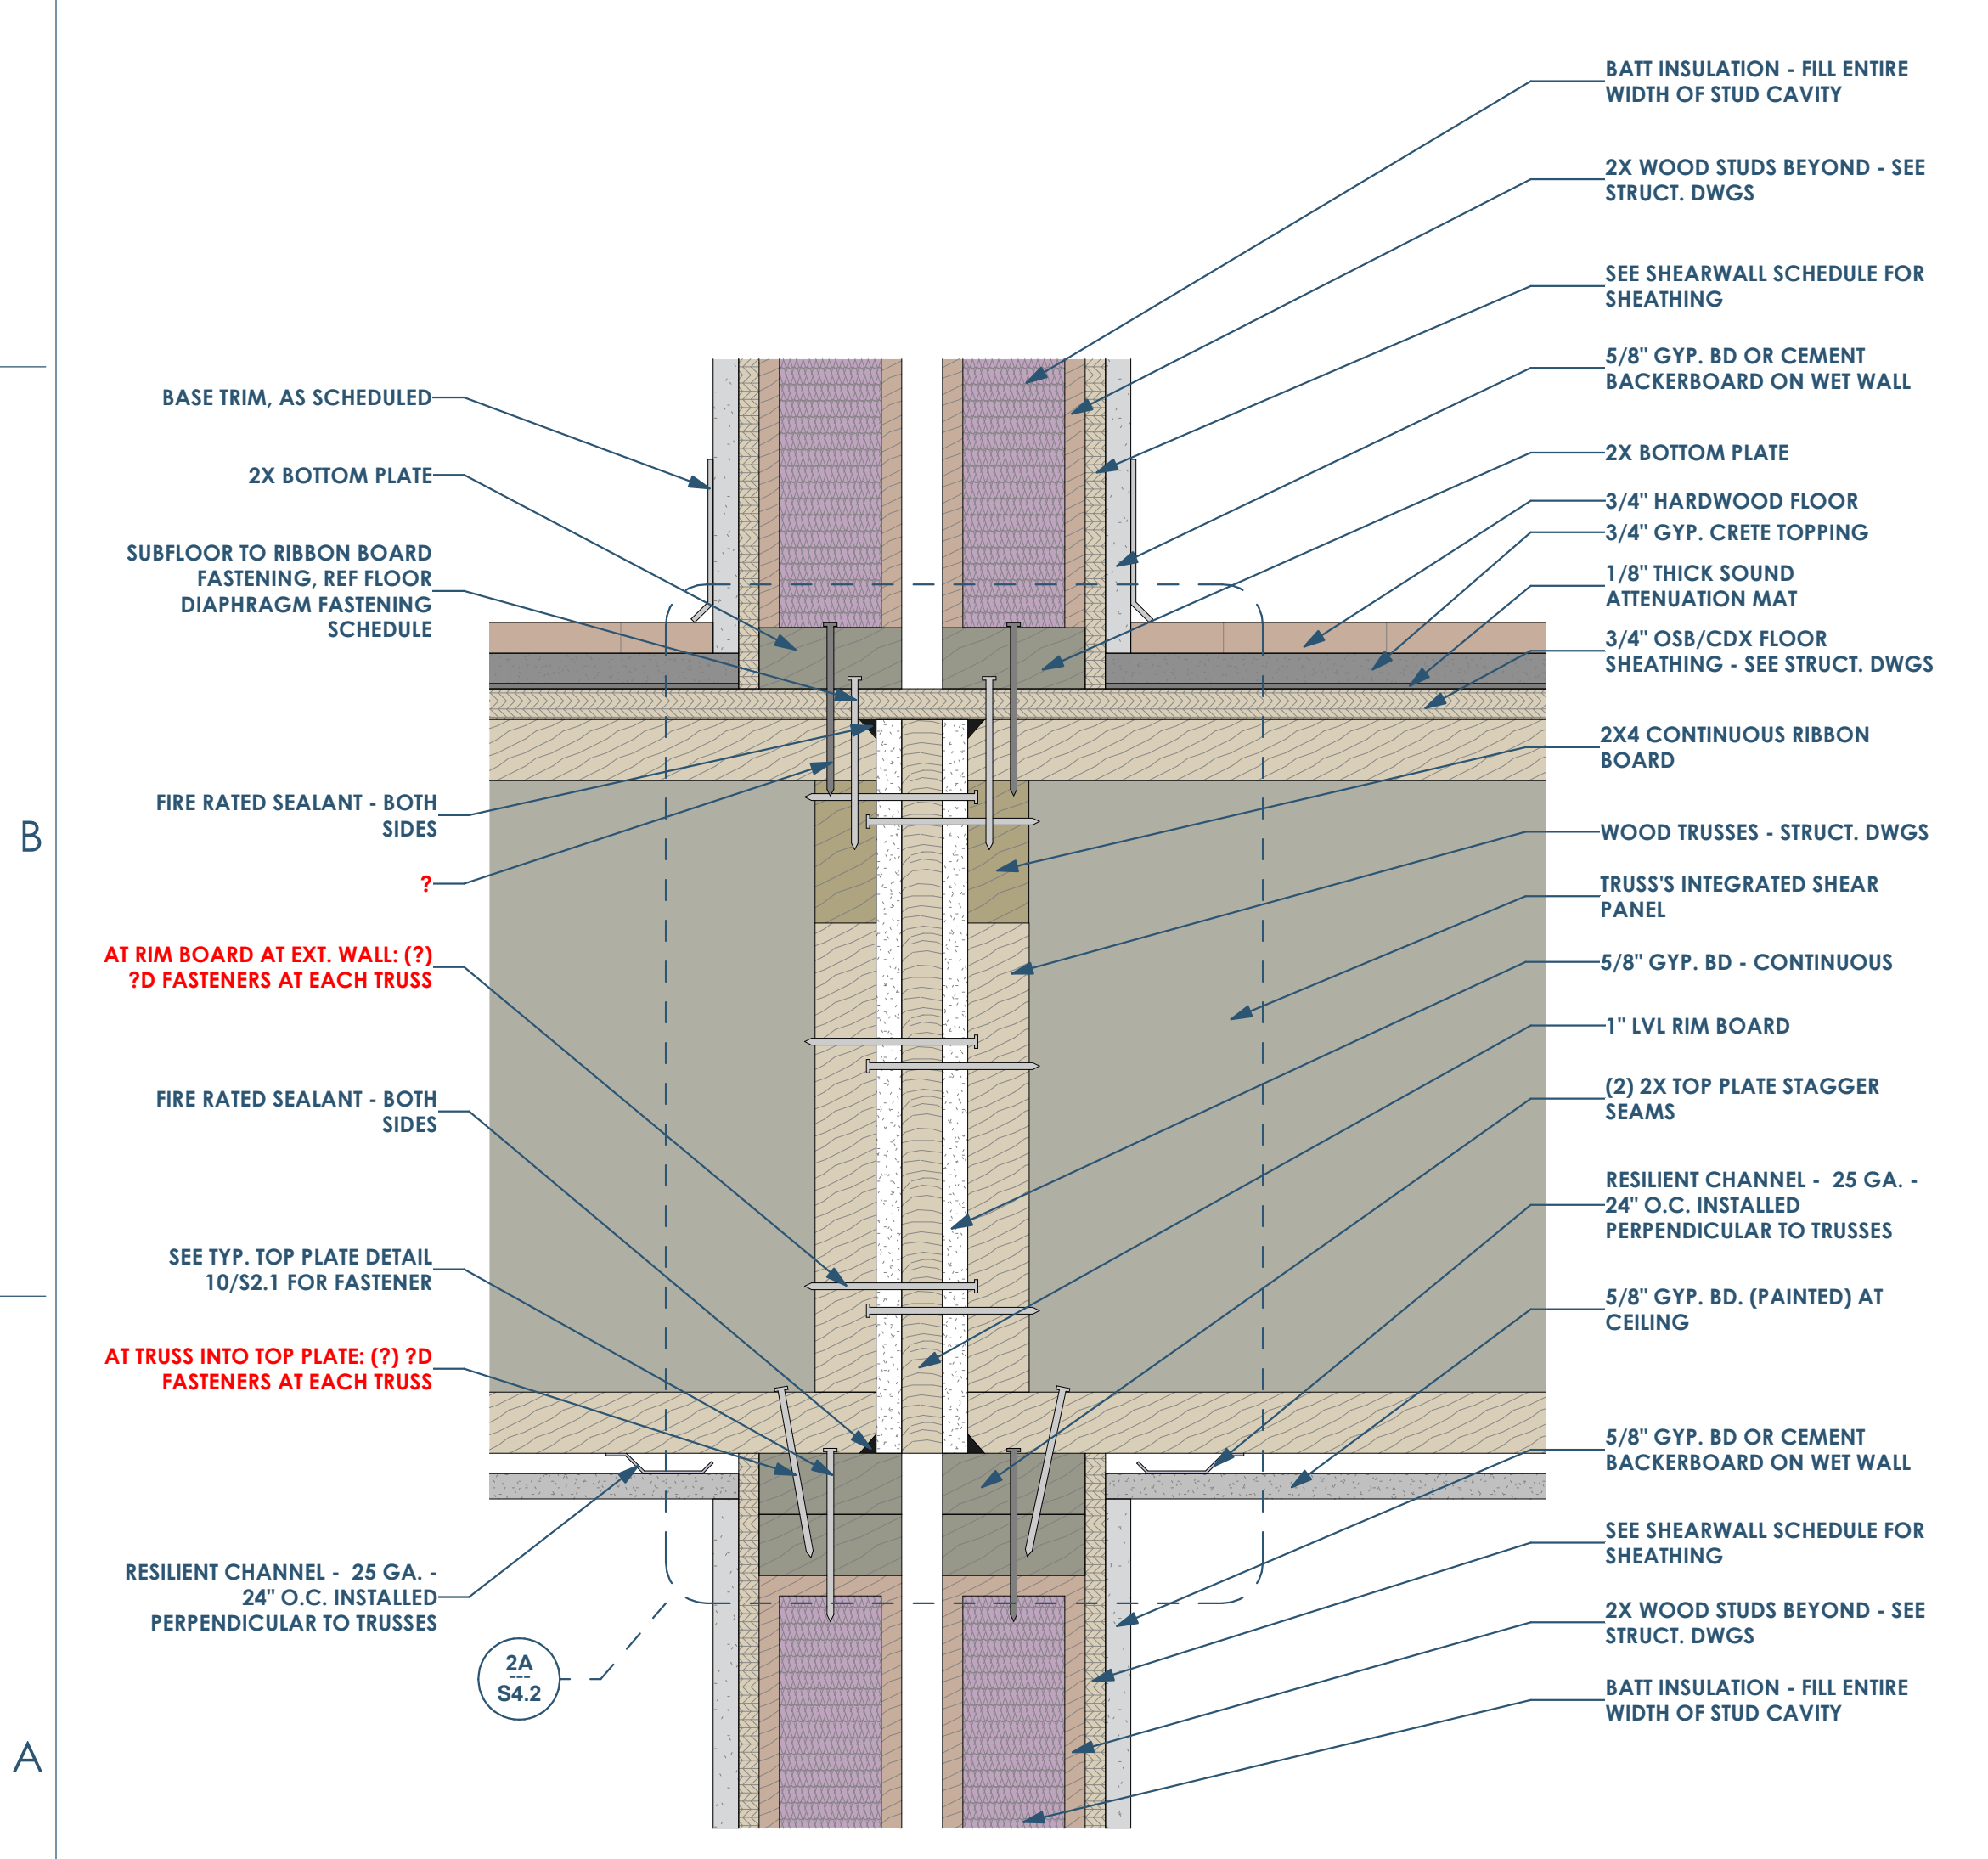 BASE TRIM, AS SCHEDULED
2X BOTTOM PLATE
SUBFLOOR TO RIBBON BOARD
FASTENING, REF FLOOR
DIAPHRAGM FASTENING
SCHEDULE
FIRE RATED SEALANT - BOTH
SIDES
?
AT RIM BOARD AT EXT. WALL: (?)
?D FASTENERS AT EACH TRUSS
FIRE RATED SEALANT - BOTH
SIDES
SEE TYP. TOP PLATE DETAIL
10/S2.1 FOR FASTENER
AT TRUSS INTO TOP PLATE: (?) ?D
FASTENERS AT EACH TRUSS
RESILIENT CHANNEL - 25 GA. -
24" O.C. INSTALLED
PERPENDICULAR TO TRUSSES
2A
---
S4.2
B
A
BATT INSULATION - FILL ENTIRE
WIDTH OF STUD CAVITY
2X WOOD STUDS BEYOND - SEE
STRUCT. DWGS
SEE SHEARWALL SCHEDULE FOR
SHEATHING
5/8" GYP. BD OR CEMENT
BACKERBOARD ON WET WALL
2X BOTTOM PLATE
3/4" HARDWOOD FLOOR
3/4" GYP. CRETE TOPPING
1/8" THICK SOUND
ATTENUATION MAT
3/4" OSB/CDX FLOOR
SHEATHING - SEE STRUCT. DWGS
2X4 CONTINUOUS RIBBON
BOARD
WOOD TRUSSES - STRUCT. DWGS
TRUSS'S INTEGRATED SHEAR
PANEL
5/8" GYP. BD - CONTINUOUS
1" LVL RIM BOARD
(2) 2X TOP PLATE STAGGER
SEAMS
RESILIENT CHANNEL - 25 GA. -
24" O.C. INSTALLED
PERPENDICULAR TO TRUSSES
5/8" GYP. BD. (PAINTED) AT
CEILING
5/8" GYP. BD OR CEMENT
BACKERBOARD ON WET WALL
SEE SHEARWALL SCHEDULE FOR
SHEATHING
2X WOOD STUDS BEYOND - SEE
STRUCT. DWGS
BATT INSULATION - FILL ENTIRE
WIDTH OF STUD CAVITY